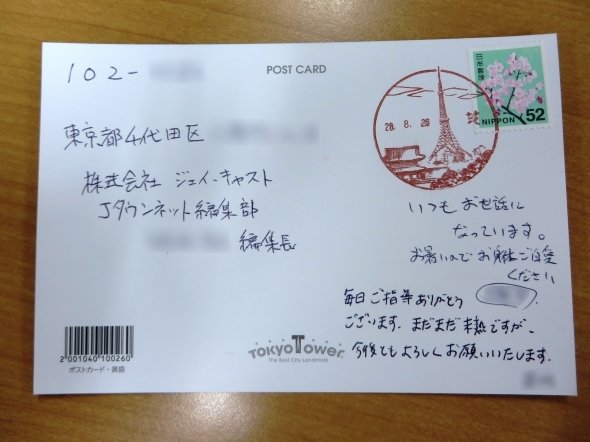 102-
POST CARD
日本郵便
NIPPON 52
28.8.26
芝
東京都千代田区
株式会社 ジェイ・キャスト
Jタウンネット編集部
編集長
いつもお世話に
なっています。
お暑いのでお身体ご自愛
ください
毎日ご指導ありがとう
ございます。まだまだ未熟ですが、
今後ともよろしくお願いいたします。
2001040100260
ポストカード・黄昏
TOKYO TOWER
The Best City Landmark